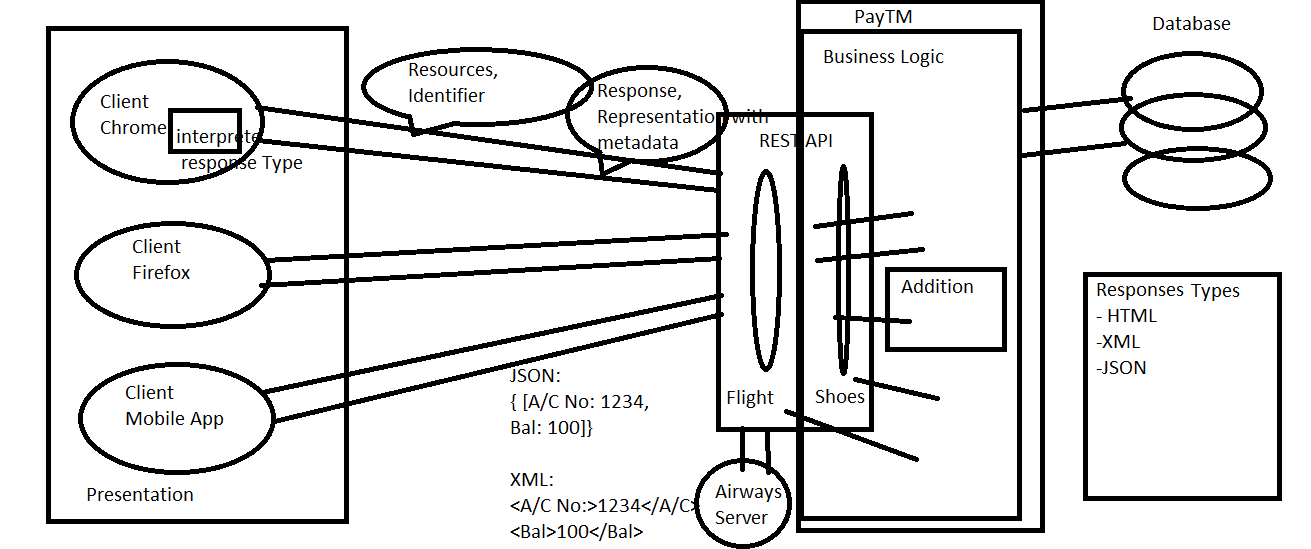 PayTM
Database
Business Logic
Client
Chrome
interprete
response Type
Resources,
Identifier
Response,
Representation with
metadata
REST API
Client
Firefox
Addition
Responses Types
- HTML
-XML
-JSON
Client
Mobile App
JSON:
{ [A/C No: 1234,
Bal: 100]}
Flight
Shoes
XML:
<A/C No:>1234</A/C>
<Bal>100</Bal>
Airways
Server
Presentation